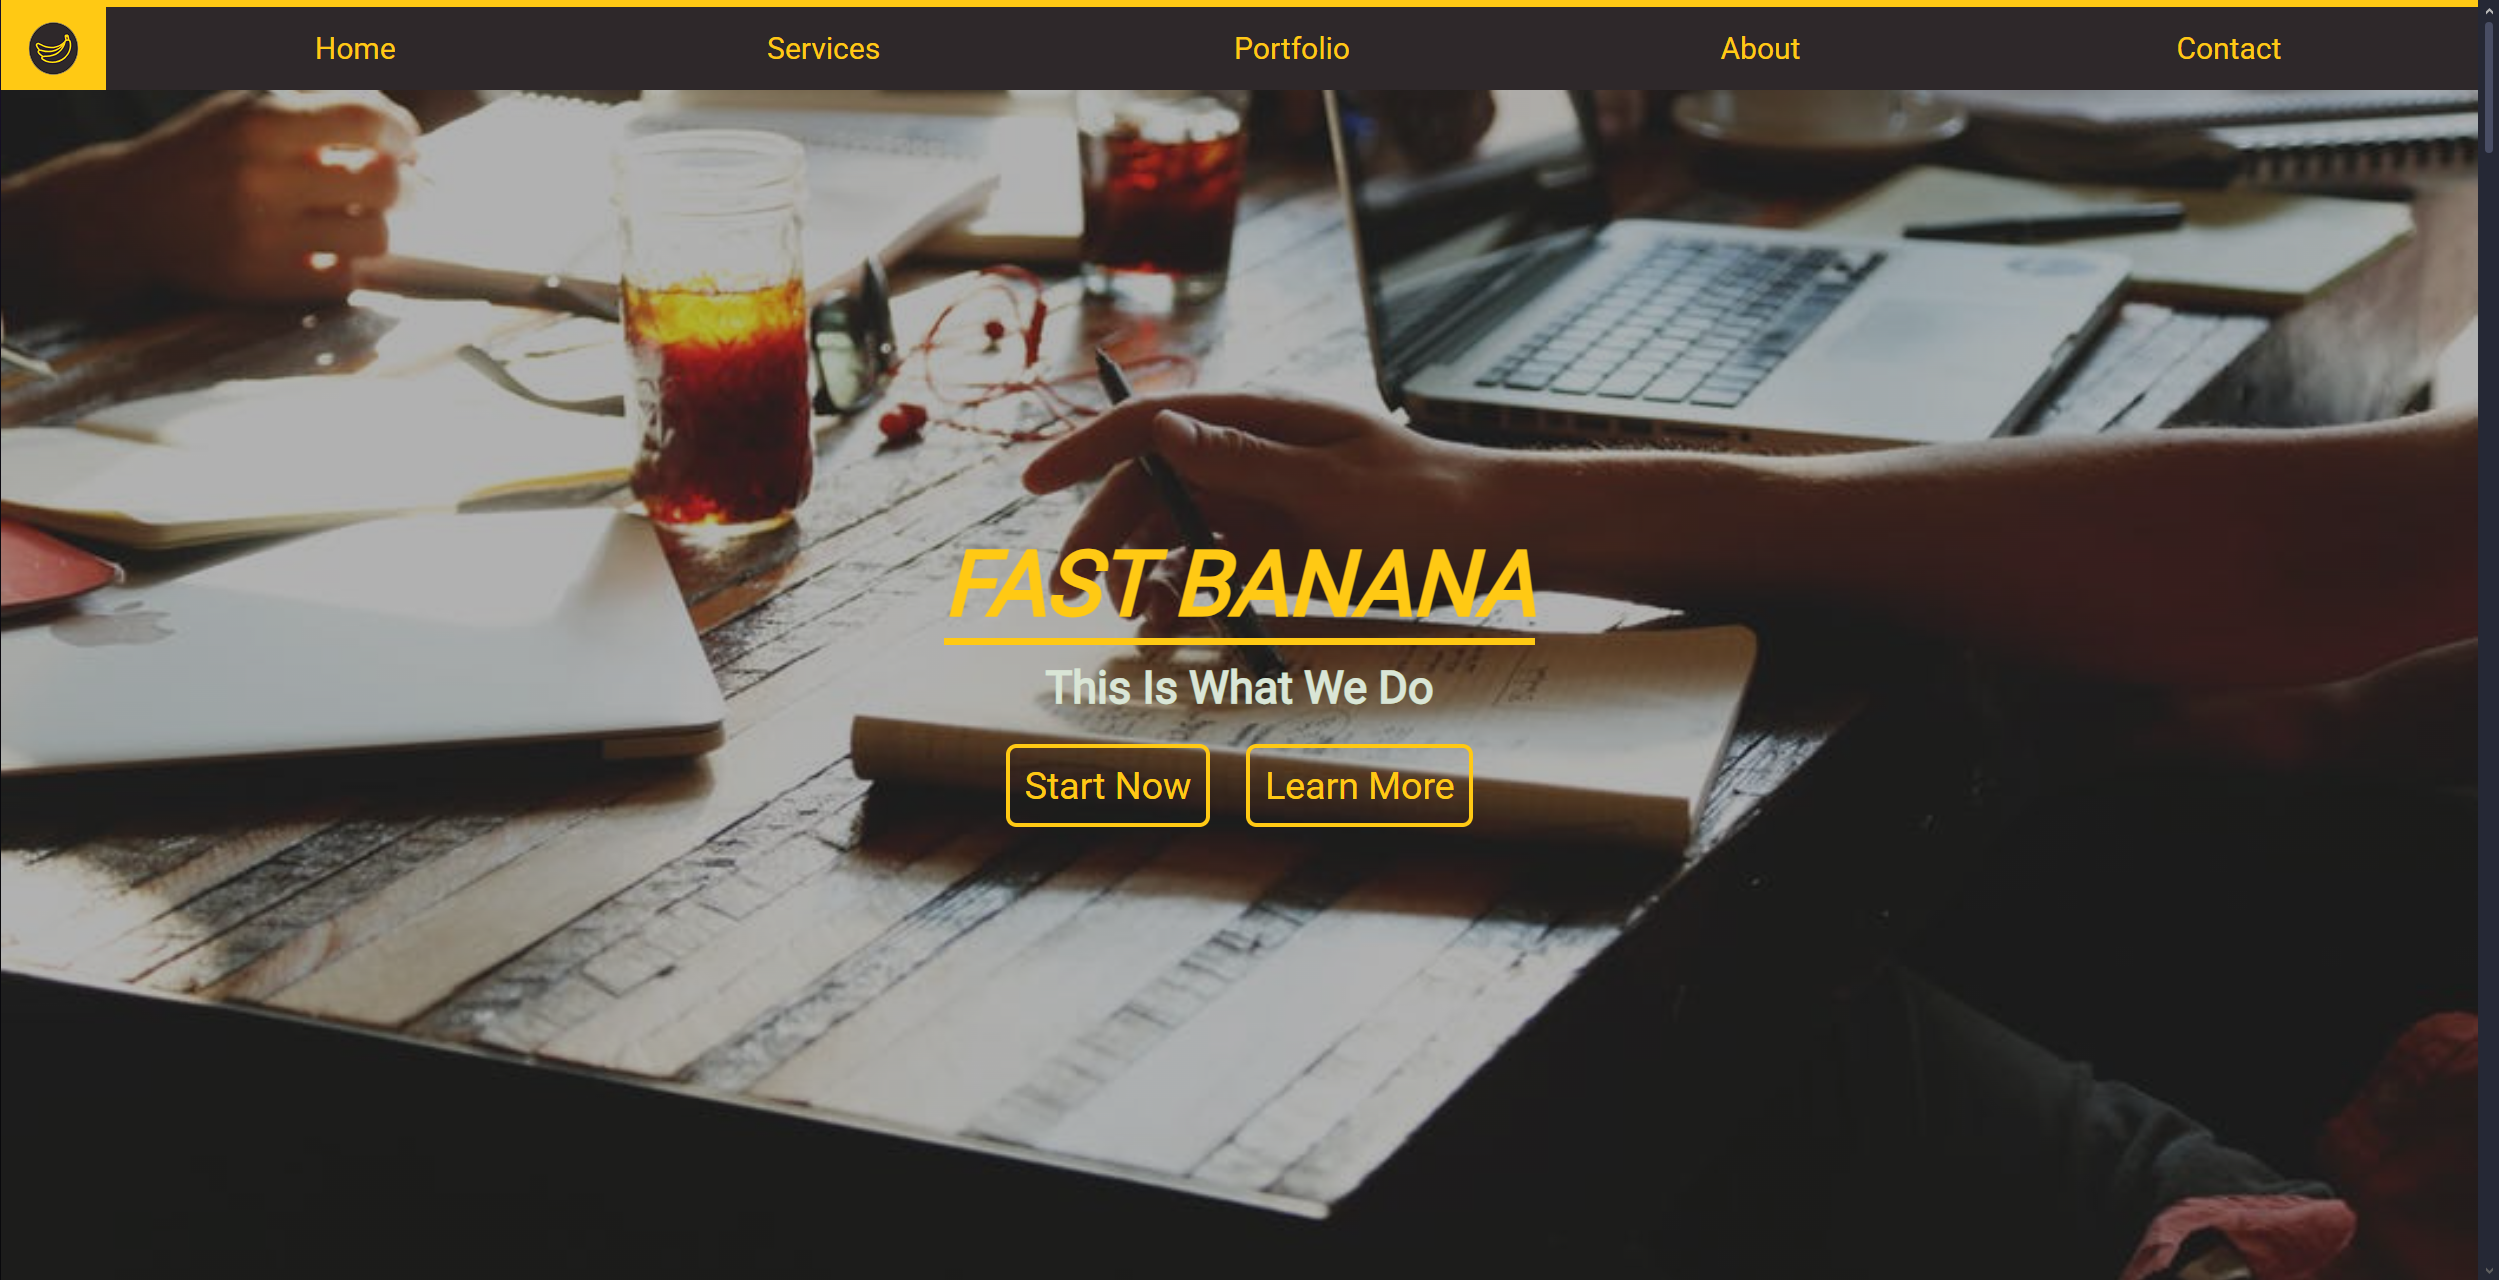 Home Services Portfolio About Contact
FAST BANANA
This Is What We Do
Start Now Learn More